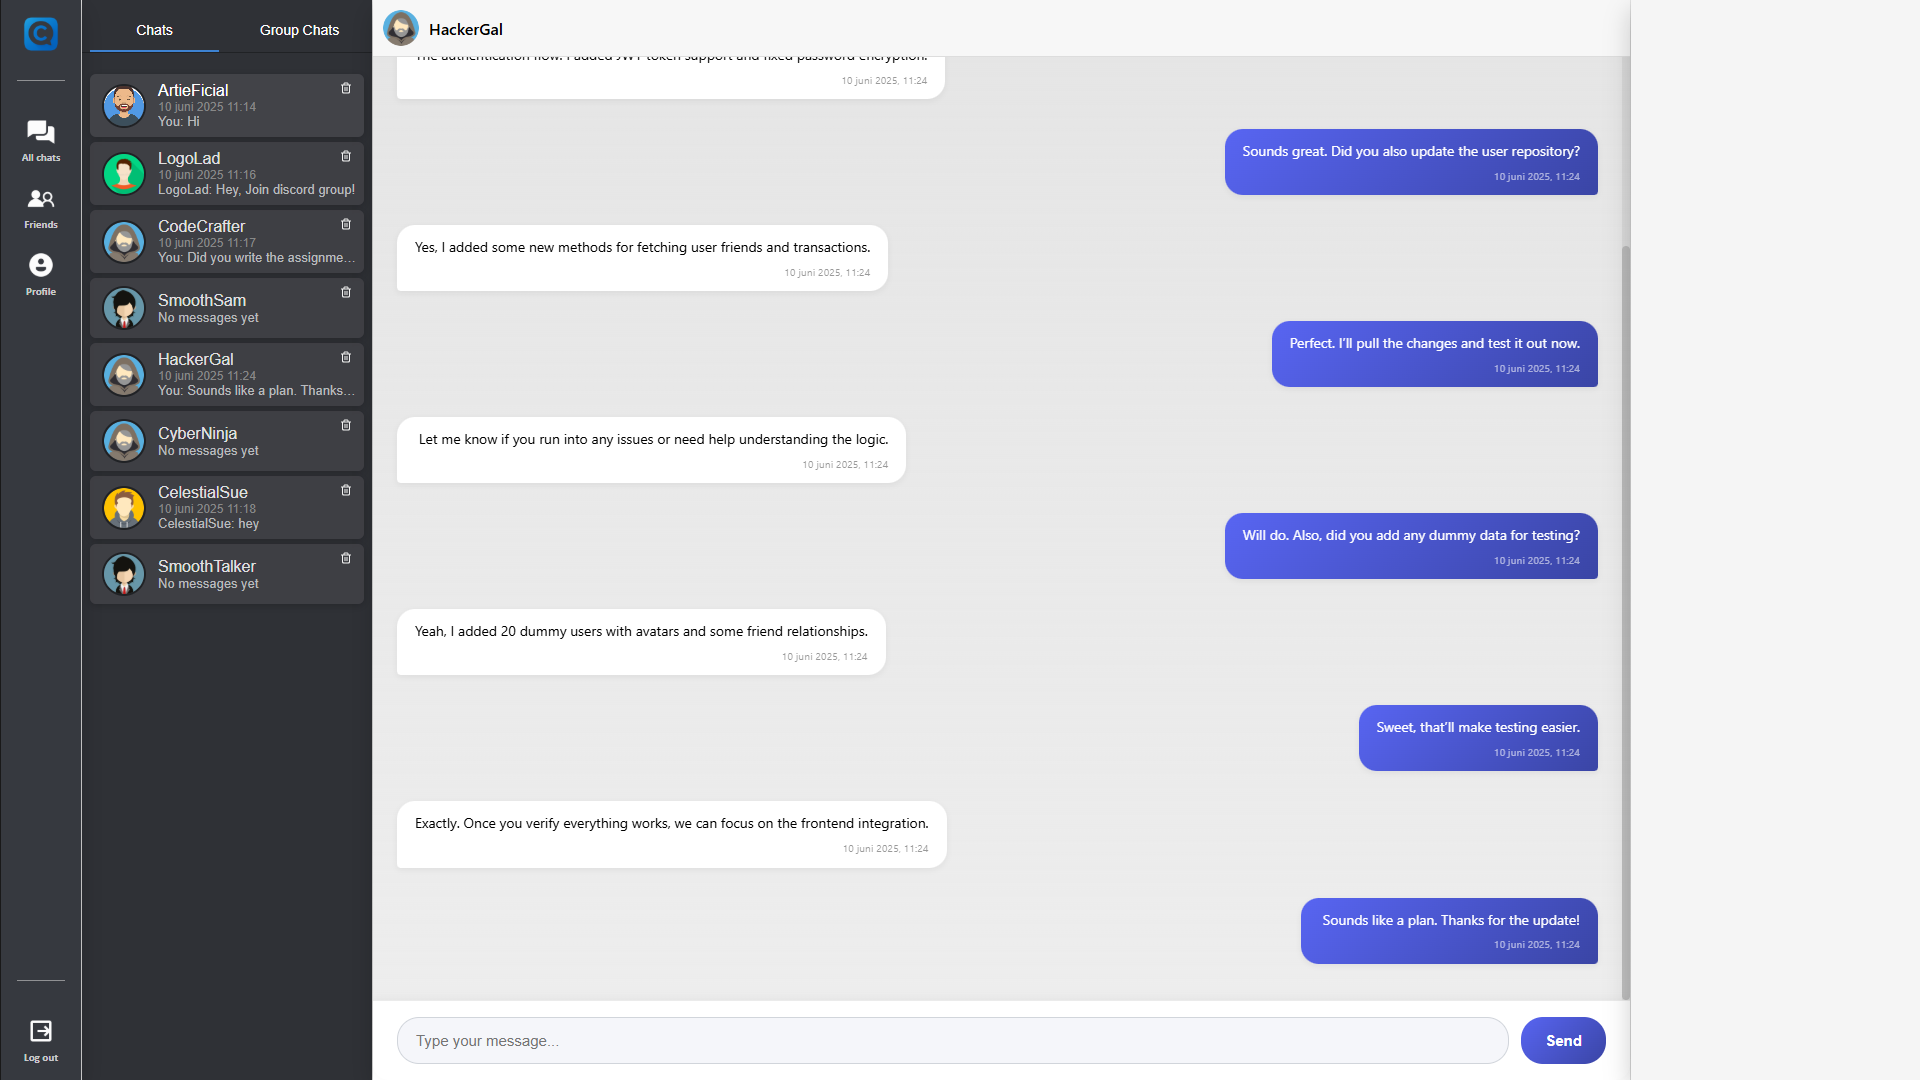 All chats
Friends
Profile
Log out
Chats
Group Chats
ArtieFicial
10 juni 2025 11:14
You: Hi
LogoLad
10 juni 2025 11:16
LogoLad: Hey, Join discord group!
CodeCrafter
10 juni 2025 11:17
You: Did you write the assignme...
SmoothSam
No messages yet
HackerGal
10 juni 2025 11:24
You: Sounds like a plan. Thanks...
CyberNinja
No messages yet
CelestialSue
10 juni 2025 11:18
CelestialSue: hey
SmoothTalker
No messages yet
HackerGal
The authentication flow. I added JWT token support and fixed password encryption.
10 juni 2025, 11:24
Sounds great. Did you also update the user repository?
10 juni 2025, 11:24
Yes, I added some new methods for fetching user friends and transactions.
10 juni 2025, 11:24
Perfect. I'll pull the changes and test it out now.
10 juni 2025, 11:24
Let me know if you run into any issues or need help understanding the logic.
10 juni 2025, 11:24
Will do. Also, did you add any dummy data for testing?
10 juni 2025, 11:24
Yeah, I added 20 dummy users with avatars and some friend relationships.
10 juni 2025, 11:24
Sweet, that'll make testing easier.
10 juni 2025, 11:24
Exactly. Once you verify everything works, we can focus on the frontend integration.
10 juni 2025, 11:24
Sounds like a plan. Thanks for the update!
10 juni 2025, 11:24
Type your message...
Send